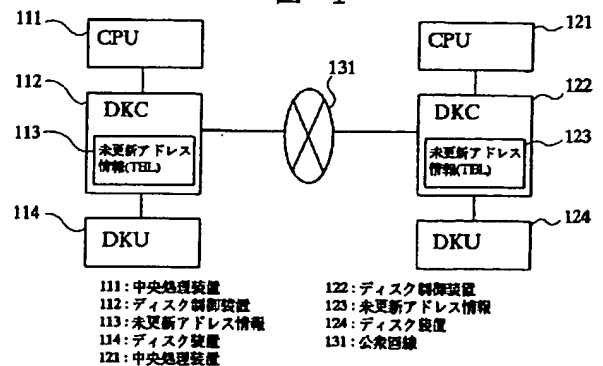 図 1
111
CPU
112
DKC
113
未更新アドレス
情報(TBL)
114
DKU
131
121
CPU
122
DKC
123
未更新アドレス
情報(TBL)
124
DKU
111:中央処理装置
112:ディスク制御装置
113:未更新アドレス情報
114:ディスク装置
121:中央処理装置
122:ディスク制御装置
123:未更新アドレス情報
124:ディスク装置
131:公衆回線